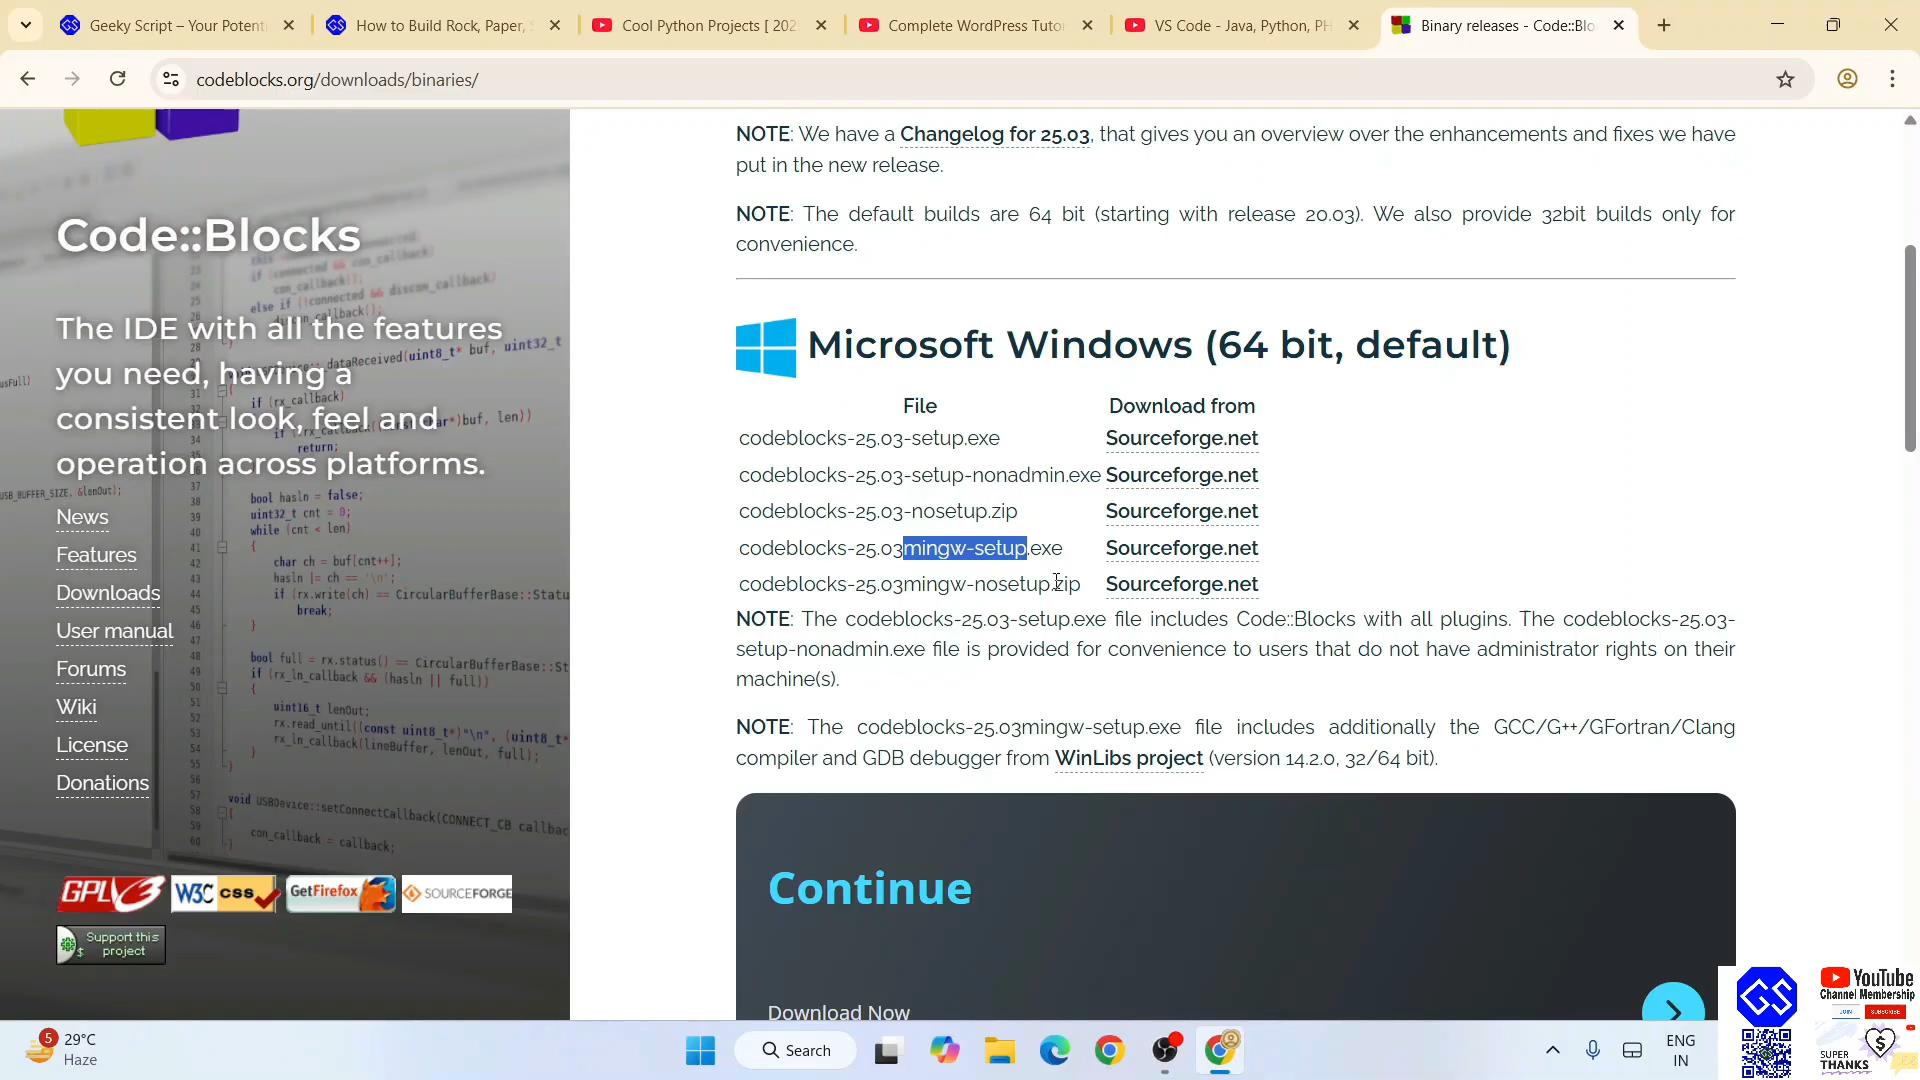 Geeky Script – Your Potenti
How to Build Rock, Paper,
Cool Python Projects [ 202
Complete WordPress Tutor
VS Code - Java, Python, PH
Binary releases - Code::Blo
codeblocks.org/downloads/binaries/
Code::Blocks
The IDE with all the features
you need, having a
consistent look, feel and
operation across platforms.
News
Features
Downloads
User manual
Forums
Wiki
License
Donations
GPLv3
W3C CSS
GetFirefox
SOURCEFORGE
Support this
project
NOTE: We have a Changelog for 25.03, that gives you an overview over the enhancements and fixes we have
put in the new release.
NOTE: The default builds are 64 bit (starting with release 20.03). We also provide 32bit builds only for
convenience.
Microsoft Windows (64 bit, default)
File Download from
codeblocks-25.03-setup.exe Sourceforge.net
codeblocks-25.03-setup-nonadmin.exe Sourceforge.net
codeblocks-25.03-nosetup.zip Sourceforge.net
codeblocks-25.03mingw-setup.exe Sourceforge.net
codeblocks-25.03mingw-nosetup.zip Sourceforge.net
NOTE: The codeblocks-25.03-setup.exe file includes Code::Blocks with all plugins. The codeblocks-25.03-
setup-nonadmin.exe file is provided for convenience to users that do not have administrator rights on their
machine(s).
NOTE: The codeblocks-25.03mingw-setup.exe file includes additionally the GCC/G++/GFortran/Clang
compiler and GDB debugger from WinLibs project (version 14.2.0, 32/64 bit).
Continue
Download Now
GS
YouTube
Channel Membership
JOIN
SUBSCRIBE
SUPER
THANKS
5
29°C
Haze
Search
ENG
IN